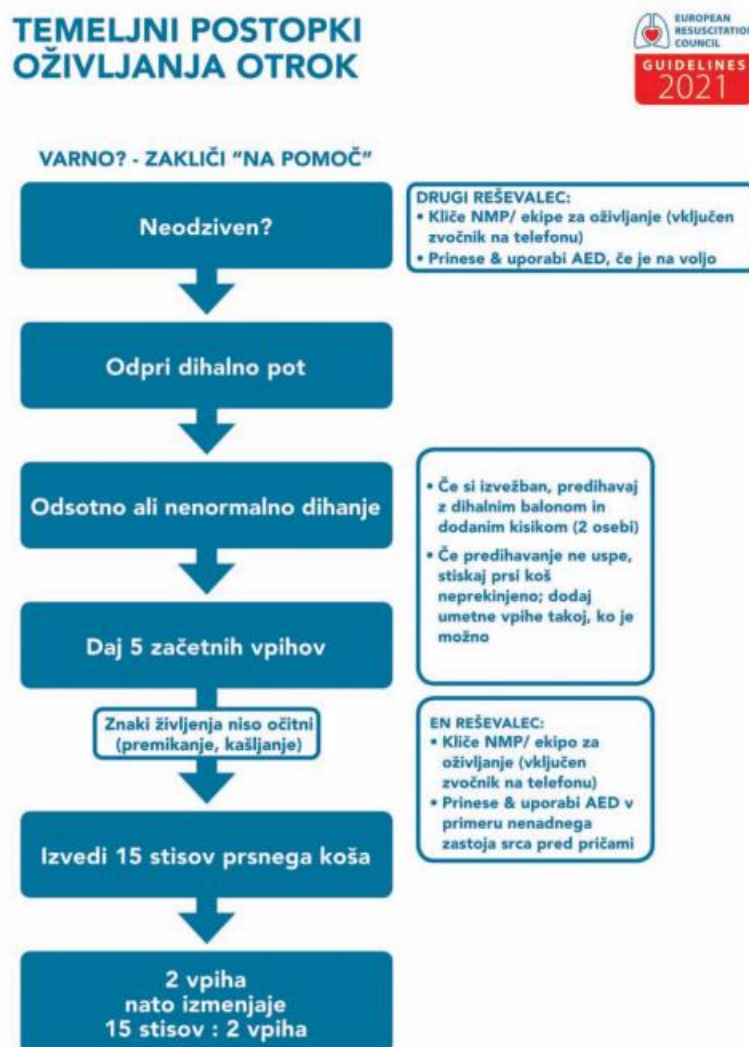 TEMELJNI POSTOPKI
OŽIVLJANJA OTROK
EUROPEAN
RESUSCITATION
COUNCIL
GUIDELINES
2021
VARNO? - ZAKLIČI "NA POMOČ"
Neodziven?
DRUGI REŠEVALEC:
• Kliče NMP/ ekipe za oživljanje (vključen
zvočnik na telefonu)
• Prinese & uporabi AED, če je na voljo
Odpri dihalno pot
Odsotno ali nenormalno dihanje
• Če si izvežban, predihavaj
z dihalnim balonom in
dodanim kisikom (2 osebi)
• Če predihavanje ne uspe,
stiskaj prsi koš
neprekinjeno; dodaj
umetne vpihe takoj, ko je
možno
Daj 5 začetnih vpihov
Znaki življenja niso očitni
(premikanje, kašljanje)
EN REŠEVALEC:
• Kliče NMP/ ekipo za
oživljanje (vključen
zvočnik na telefonu)
• Prinese & uporabi AED v
primeru nenadnega
zastoja srca pred pričami
Izvedi 15 stisov prsnega koša
2 vpiha
nato izmenjaje
15 stisov : 2 vpiha